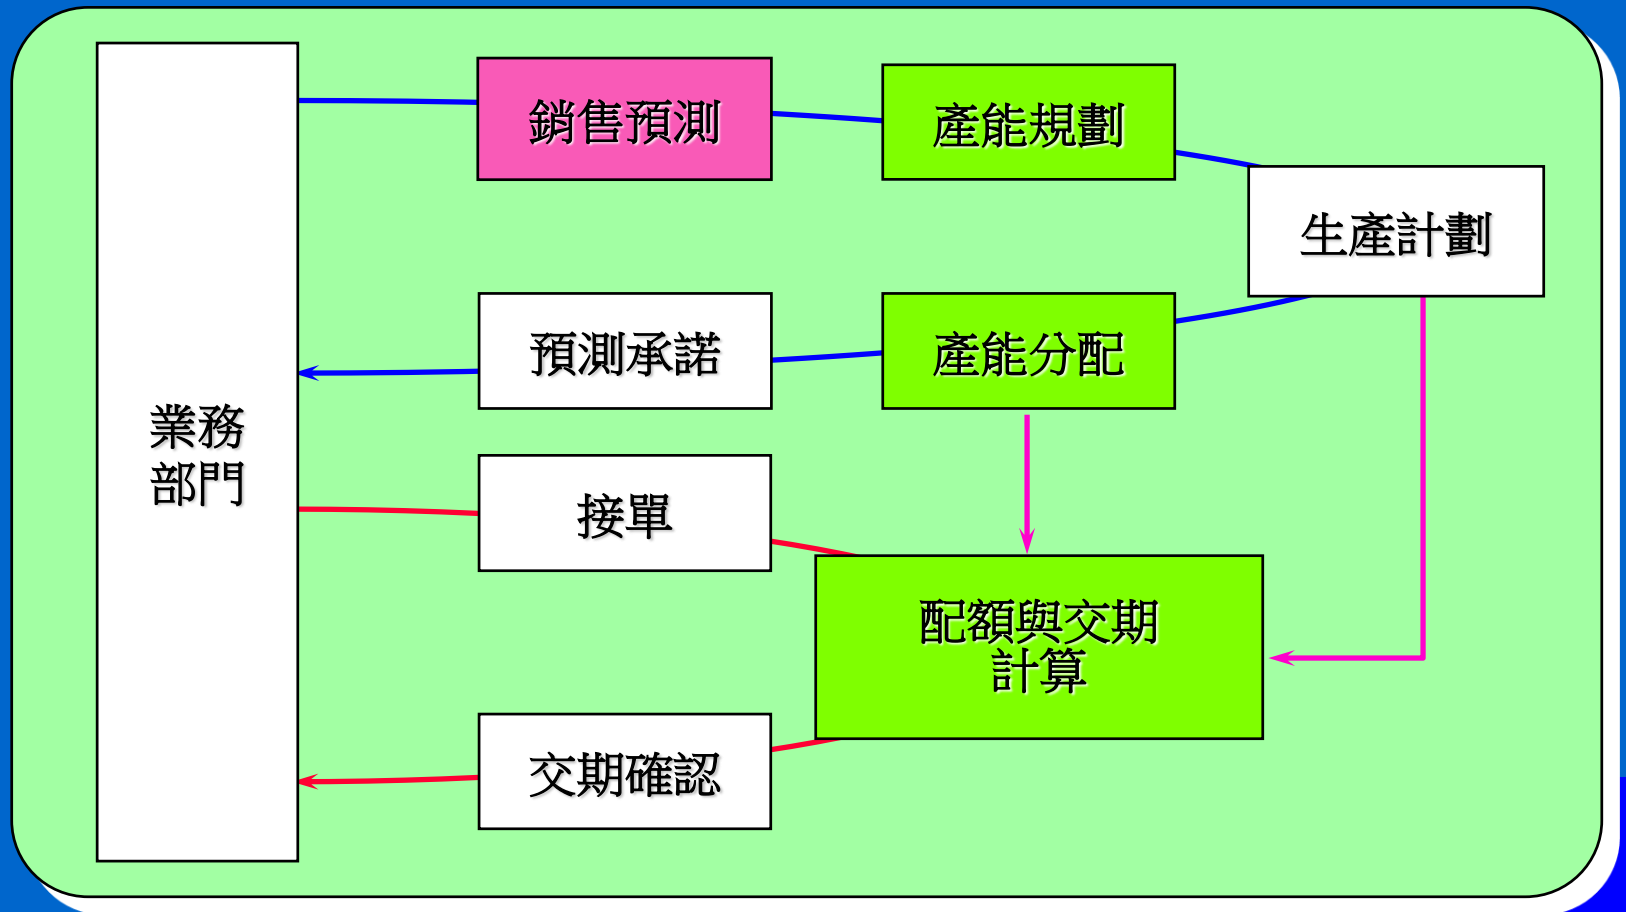 銷售預測
產能規劃
生產計劃
預測承諾
產能分配
業務
部門
接單
配額與交期
計算
交期確認